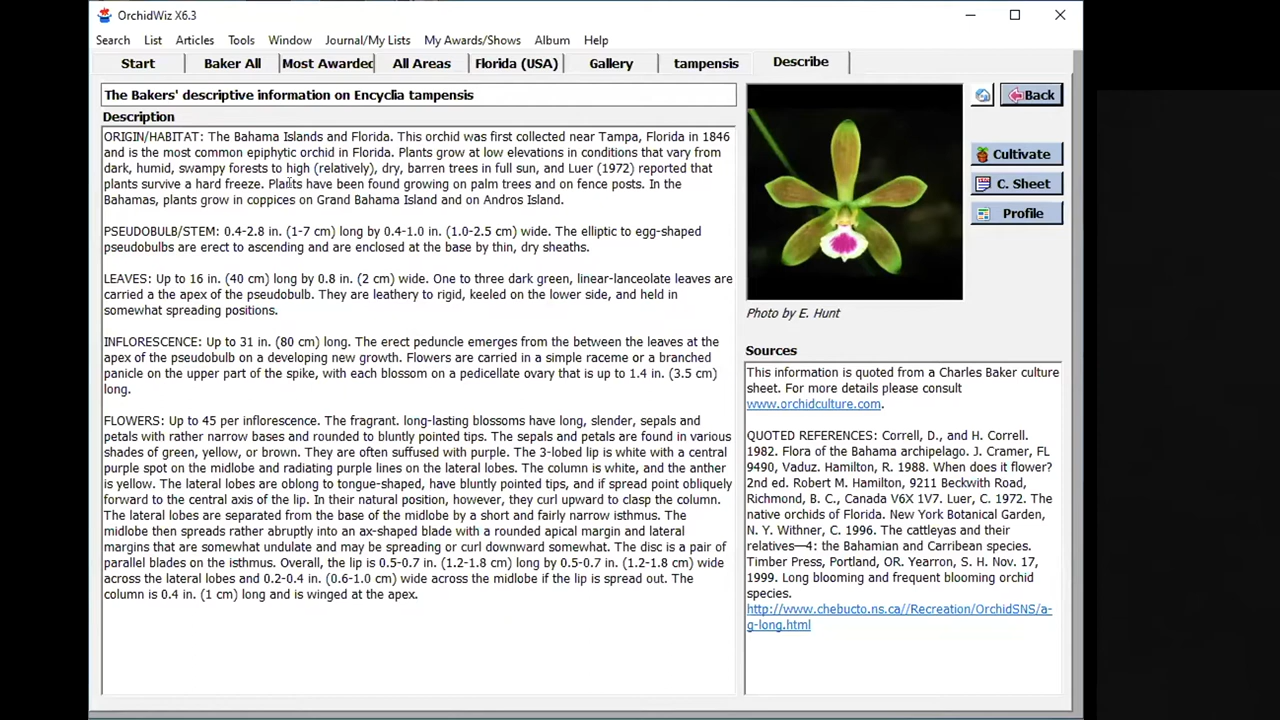 OrchidWiz X6.3
Search List Articles Tools Window Journal/My Lists My Awards/Shows Album Help
Start Baker All Most Awarded All Areas Florida (USA) Gallery tampensis Describe
The Bakers' descriptive information on Encyclia tampensis
Description
ORIGIN/HABITAT: The Bahama Islands and Florida. This orchid was first collected near Tampa, Florida in 1846
and is the most common epiphytic orchid in Florida. Plants grow at low elevations in conditions that vary from
dark, humid, swampy forests to high (relatively), dry, barren trees in full sun, and Luer (1972) reported that
plants survive a hard freeze. Plants have been found growing on palm trees and on fence posts. In the
Bahamas, plants grow in coppices on Grand Bahama Island and on Andros Island.
PSEUDOBULB/STEM: 0.4-2.8 in. (1-7 cm) long by 0.4-1.0 in. (1.0-2.5 cm) wide. The elliptic to egg-shaped
pseudobulbs are erect to ascending and are enclosed at the base by thin, dry sheaths.
LEAVES: Up to 16 in. (40 cm) long by 0.8 in. (2 cm) wide. One to three dark green, linear-lanceolate leaves are
carried a the apex of the pseudobulb. They are leathery to rigid, keeled on the lower side, and held in
somewhat spreading positions.
INFLORESCENCE: Up to 31 in. (80 cm) long. The erect peduncle emerges from the between the leaves at the
apex of the pseudobulb on a developing new growth. Flowers are carried in a simple raceme or a branched
panicle on the upper part of the spike, with each blossom on a pedicellate ovary that is up to 1.4 in. (3.5 cm)
long.
FLOWERS: Up to 45 per inflorescence. The fragrant. long-lasting blossoms have long, slender, sepals and
petals with rather narrow bases and rounded to bluntly pointed tips. The sepals and petals are found in various
shades of green, yellow, or brown. They are often suffused with purple. The 3-lobed lip is white with a central
purple spot on the midlobe and radiating purple lines on the lateral lobes. The column is white, and the anther
is yellow. The lateral lobes are oblong to tongue-shaped, have bluntly pointed tips, and if spread point obliquely
forward to the central axis of the lip. In their natural position, however, they curl upward to clasp the column.
The lateral lobes are separated from the base of the midlobe by a short and fairly narrow isthmus. The
midlobe then spreads rather abruptly into an ax-shaped blade with a rounded apical margin and lateral
margins that are somewhat undulate and may be spreading or curl downward somewhat. The disc is a pair of
parallel blades on the isthmus. Overall, the lip is 0.5-0.7 in. (1.2-1.8 cm) long by 0.5-0.7 in. (1.2-1.8 cm) wide
across the lateral lobes and 0.2-0.4 in. (0.6-1.0 cm) wide across the midlobe if the lip is spread out. The
column is 0.4 in. (1 cm) long and is winged at the apex.
Back
Cultivate
C. Sheet
Profile
Photo by E. Hunt
Sources
This information is quoted from a Charles Baker culture
sheet. For more details please consult
www.orchidculture.com.
QUOTED REFERENCES: Correll, D., and H. Correll.
1982. Flora of the Bahama archipelago. J. Cramer, FL
9490, Vaduz. Hamilton, R. 1988. When does it flower?
2nd ed. Robert M. Hamilton, 9211 Beckwith Road,
Richmond, B. C., Canada V6X 1V7. Luer, C. 1972. The
native orchids of Florida. New York Botanical Garden,
N. Y. Withner, C. 1996. The cattleyas and their
relatives—4: the Bahamian and Carribean species.
Timber Press, Portland, OR. Yearron, S. H. Nov. 17,
1999. Long blooming and frequent blooming orchid
species.
http://www.chebucto.ns.ca//Recreation/OrchidSNS/a-
g-long.html